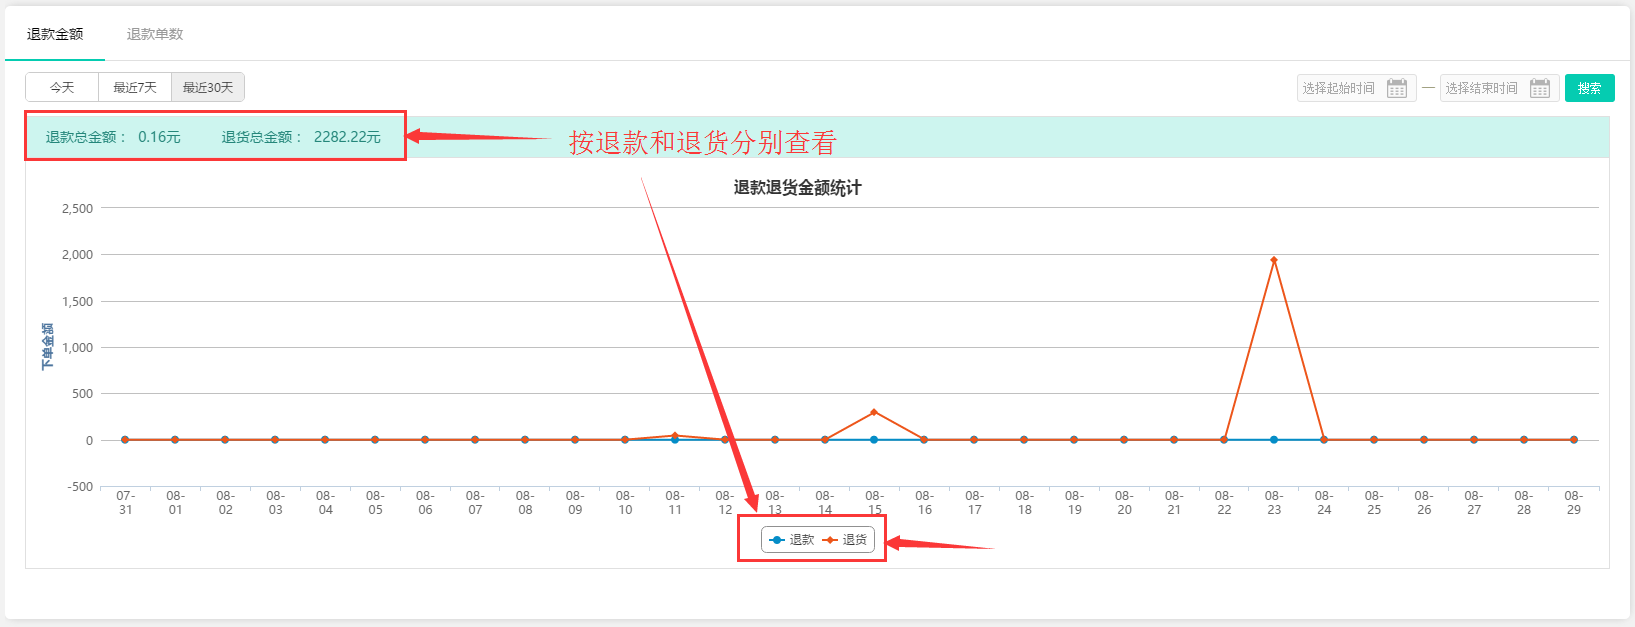 退款金额 退款单数
今天 最近7天 最近30天 选择起始时间 — 选择结束时间 搜索
退款总金额： 0.16元 退货总金额： 2282.22元
按退款和退货分别查看
退款退货金额统计
下单金额
2,500
2,000
1,500
1,000
500
0
-500
07-31 08-01 08-02 08-03 08-04 08-05 08-06 08-07 08-08 08-09 08-10 08-11 08-12 08-13 08-14 08-15 08-16 08-17 08-18 08-19 08-20 08-21 08-22 08-23 08-24 08-25 08-26 08-27 08-28 08-29
退款 退货